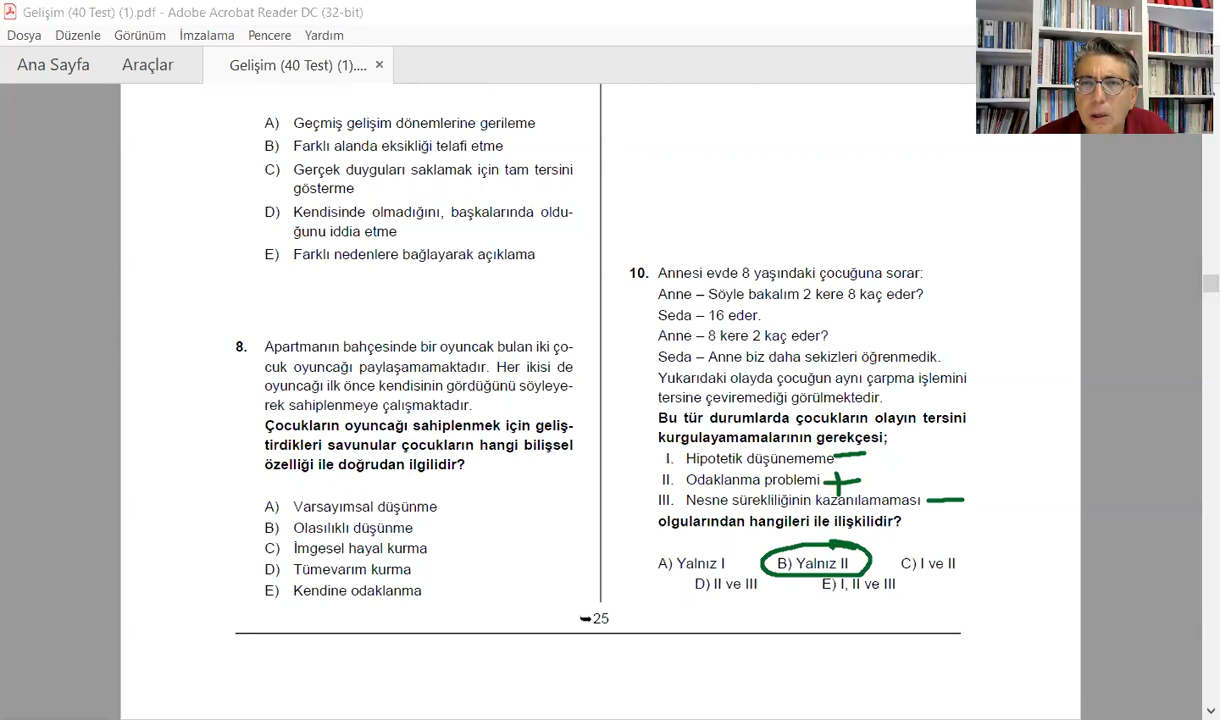 Gelişim (40 Test) (1).pdf - Adobe Acrobat Reader DC (32-bit)
Dosya Düzenle Görünüm İmzalama Pencere Yardım
Ana Sayfa Araçlar Gelişim (40 Test) (1).... ×
A) Geçmiş gelişim dönemlerine gerileme
B) Farklı alanda eksikliği telafi etme
C) Gerçek duyguları saklamak için tam tersini
gösterme
D) Kendisinde olmadığını, başkalarında oldu-
ğunu iddia etme
E) Farklı nedenlere bağlayarak açıklama
8. Apartmanın bahçesinde bir oyuncak bulan iki ço-
cuk oyuncağı paylaşamamaktadır. Her ikisi de
oyuncağı ilk önce kendisinin gördüğünü söyleye-
rek sahiplenmeye çalışmaktadır.
Çocukların oyuncağı sahiplenmek için geliş-
tirdikleri savunular çocukların hangi bilişsel
özelliği ile doğrudan ilgilidir?
A) Varsayımsal düşünme
B) Olasılıklı düşünme
C) İmgesel hayal kurma
D) Tümevarım kurma
E) Kendine odaklanma
10. Annesi evde 8 yaşındaki çocuğuna sorar:
Anne – Söyle bakalım 2 kere 8 kaç eder?
Seda – 16 eder.
Anne – 8 kere 2 kaç eder?
Seda – Anne biz daha sekizleri öğrenmedik.
Yukarıdaki olayda çocuğun aynı çarpma işlemini
tersine çeviremediği görülmektedir.
Bu tür durumlarda çocukların olayın tersini
kurgulayamamalarının gerekçesi;
I. Hipotetik düşünememe
II. Odaklanma problemi
III. Nesne sürekliliğinin kazanılamaması
olgularından hangileri ile ilişkilidir?
A) Yalnız I B) Yalnız II C) I ve II
D) II ve III E) I, II ve III
25